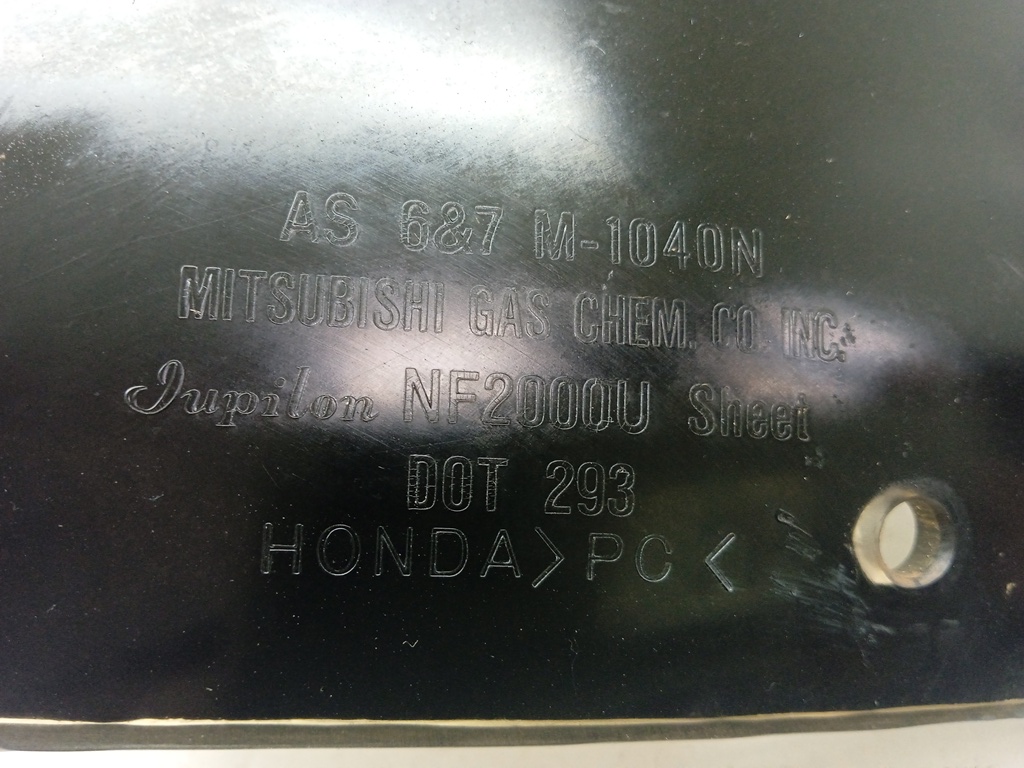 AS 6&7 M-1040N
MITSUBISHI GAS CHEM. CO. INC.
Iupilon NF2000U Sheet
DOT 293
HONDA >PC<